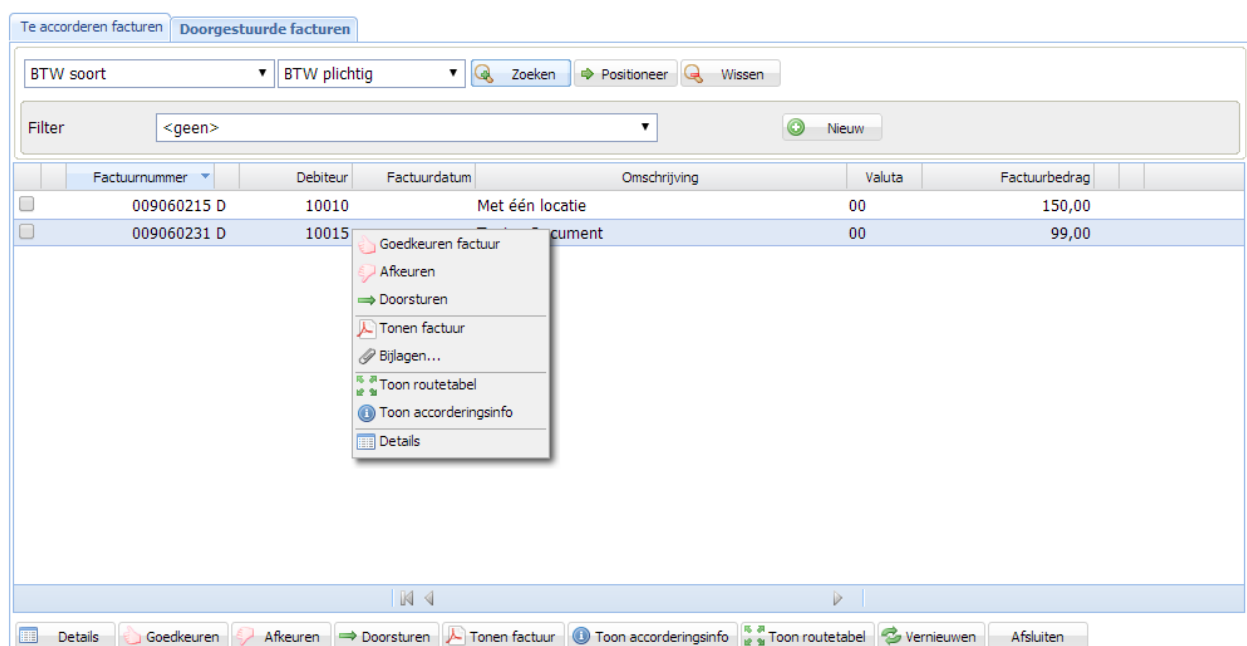 Te accorderen facturen Doorgestuurde facturen
BTW soort BTW plichtig Zoeken Positioneer Wissen
Filter <geen> Nieuw
Factuurnummer Debiteur Factuurdatum Omschrijving Valuta Factuurbedrag
009060215 D 10010 Met één locatie 00 150,00
009060231 D 10015 00 99,00
Goedkeuren factuur
Afkeuren
Doorsturen
Tonen factuur
Bijlagen...
Toon routetabel
Toon accorderingsinfo
Details
Details Goedkeuren Afkeuren Doorsturen Tonen factuur Toon accorderingsinfo Toon routetabel Vernieuwen Afsluiten